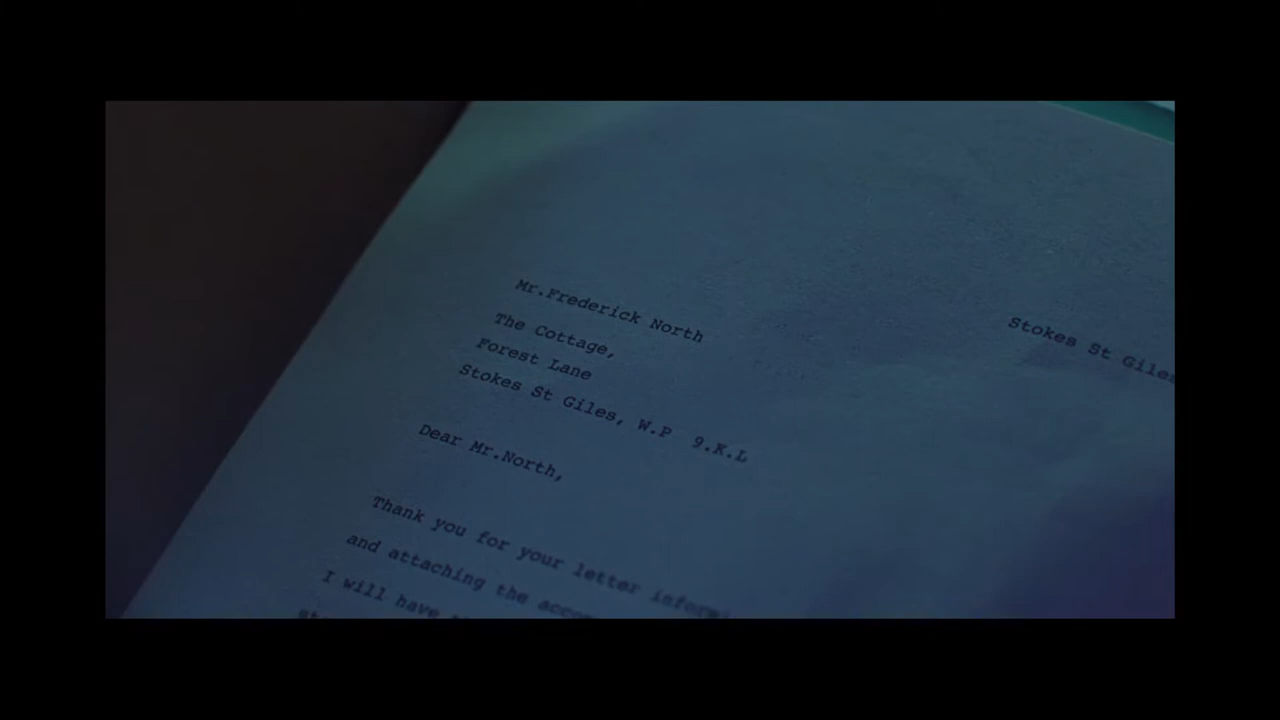 Mr.Frederick North
Stokes St Giles
The Cottage,
Forest Lane
Stokes St Giles, W.P 9.K.L
Dear Mr.North,
Thank you for your letter
and attaching the
I will have